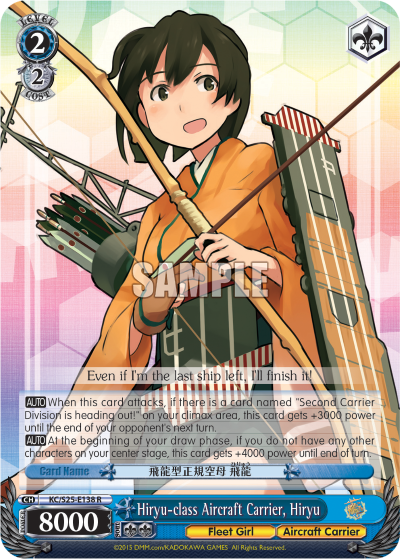 LEVEL
2
2
COST
SAMPLE
Even if I'm the last ship left, I'll finish it!
AUTO When this card attacks, if there is a card named "Second Carrier
Division is heading out!" on your climax area, this card gets +3000 power
until the end of your opponent's next turn.
AUTO At the beginning of your draw phase, if you do not have any other
characters on your center stage, this card gets +4000 power until end of turn.
Card Name 飛龍型正規空母 飛龍
CH KC/S25-E138 R
Hiryu-class Aircraft Carrier, Hiryu
POWER 8000 SOUL
Fleet Girl Aircraft Carrier
©2015 DMM.com/KADOKAWA GAMES All Rights Reserved.